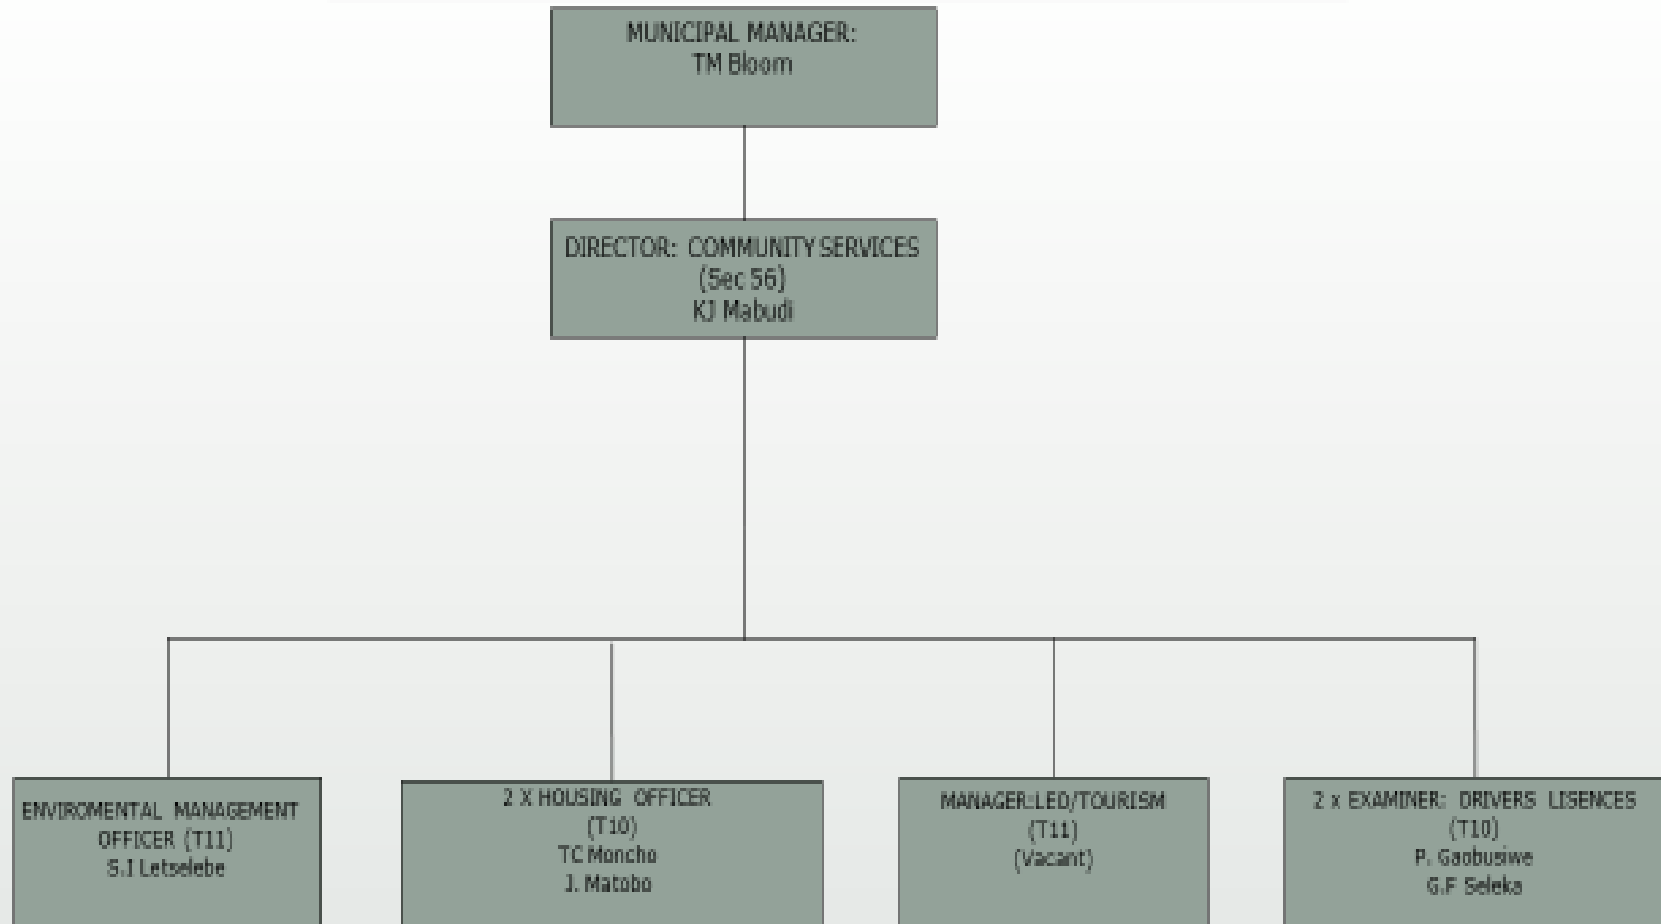 MUNICIPAL MANAGER:
TM Bloom
DIRECTOR: COMMUNITY SERVICES
(Sec 56)
KJ Mabudi
ENVIROMENTAL MANAGEMENT
OFFICER (T11)
S.I Letselebe
2 X HOUSING OFFICER
(T10)
TC Moncho
J. Matobo
MANAGER:LED/TOURISM
(T11)
(Vacant)
2 x EXAMINER: DRIVERS LISENCES
(T10)
P. Gaobusiwe
G.F Seleka